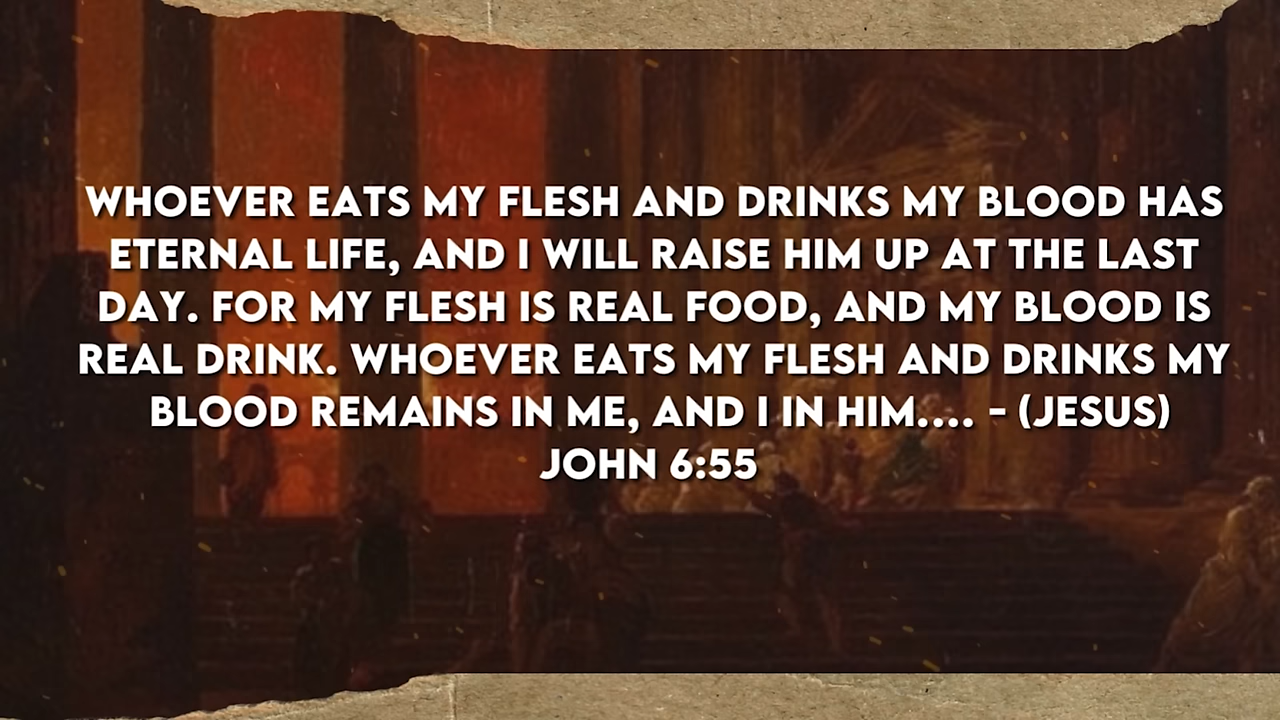 WHOEVER EATS MY FLESH AND DRINKS MY BLOOD HAS
ETERNAL LIFE, AND I WILL RAISE HIM UP AT THE LAST
DAY. FOR MY FLESH IS REAL FOOD, AND MY BLOOD IS
REAL DRINK. WHOEVER EATS MY FLESH AND DRINKS MY
BLOOD REMAINS IN ME, AND I IN HIM.... - (JESUS)
JOHN 6:55